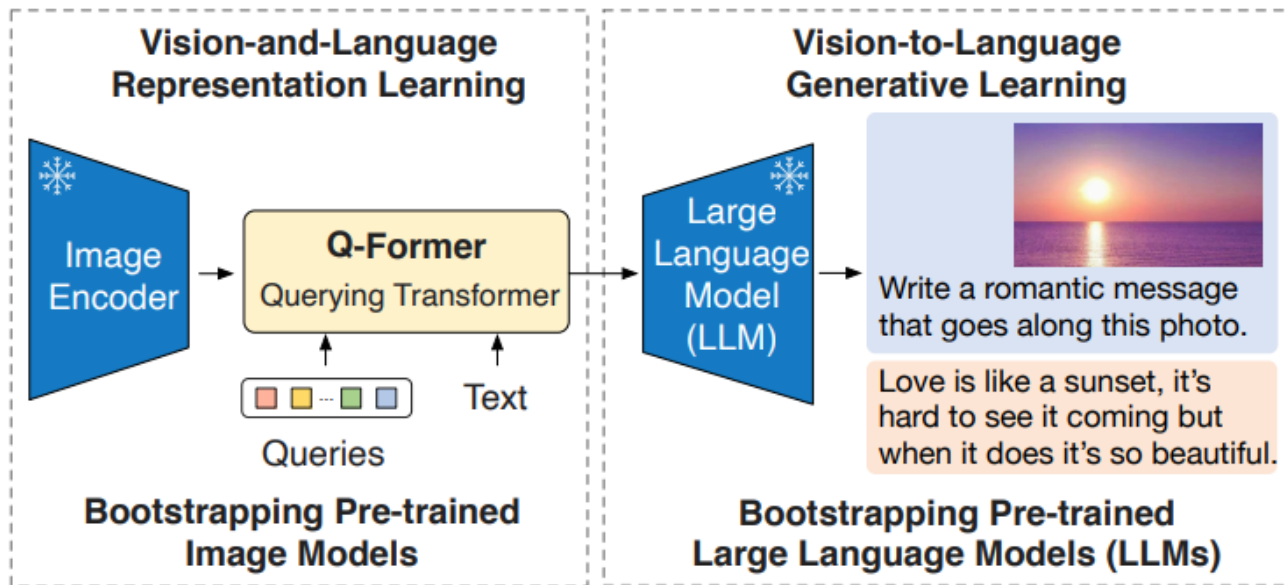 Vision-and-Language
Representation Learning
Image
Encoder
Q-Former
Querying Transformer
Queries
Text
Bootstrapping Pre-trained
Image Models
Vision-to-Language
Generative Learning
Large
Language
Model
(LLM)
Write a romantic message
that goes along this photo.
Love is like a sunset, it's
hard to see it coming but
when it does it's so beautiful.
Bootstrapping Pre-trained
Large Language Models (LLMs)